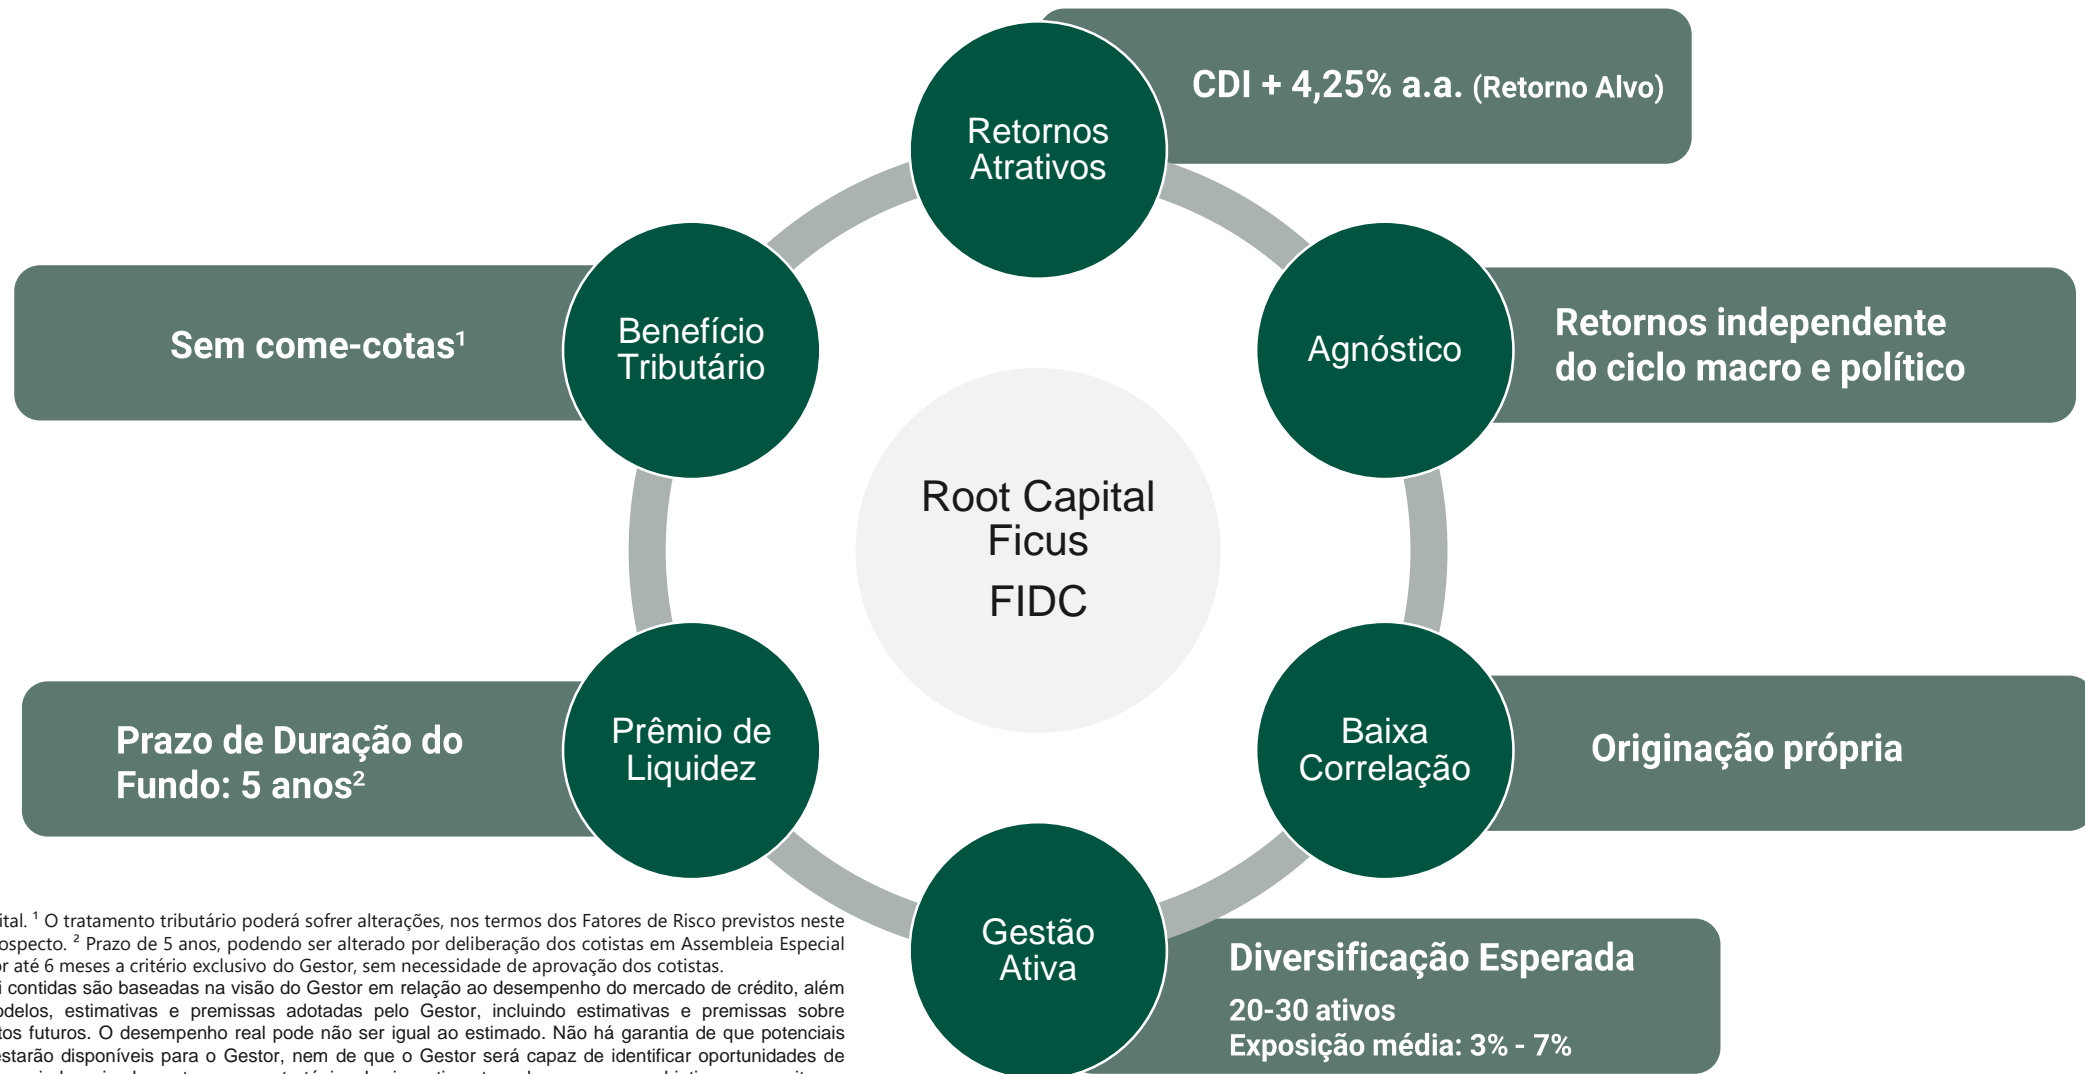 CDI + 4,25% a.a. (Retorno Alvo)
Retornos
Atrativos
Sem come-cotas¹
Benefício
Tributário
Agnóstico
Retornos independente
do ciclo macro e político
Root Capital
Ficus
FIDC
Prazo de Duração do
Fundo: 5 anos²
Prêmio de
Liquidez
Baixa
Correlação
Originação própria
Gestão
Ativa
Diversificação Esperada
20-30 ativos
Exposição média: 3% - 7%
ital. ¹ O tratamento tributário poderá sofrer alterações, nos termos dos Fatores de Risco previstos neste
ospecto. ² Prazo de 5 anos, podendo ser alterado por deliberação dos cotistas em Assembleia Especial
or até 6 meses a critério exclusivo do Gestor, sem necessidade de aprovação dos cotistas.
i contidas são baseadas na visão do Gestor em relação ao desempenho do mercado de crédito, além
odelos, estimativas e premissas adotadas pelo Gestor, incluindo estimativas e premissas sobre
tos futuros. O desempenho real pode não ser igual ao estimado. Não há garantia de que potenciais
estarão disponíveis para o Gestor, nem de que o Gestor será capaz de identificar oportunidades de